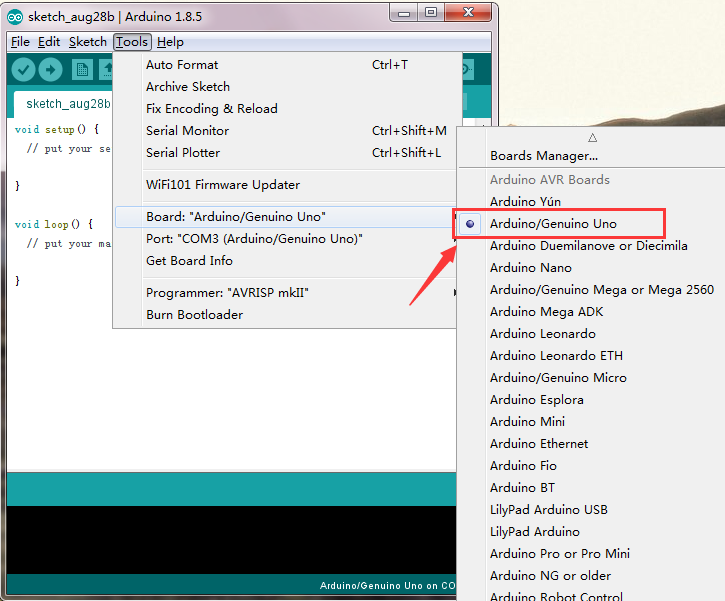 sketch_aug28b | Arduino 1.8.5
File Edit Sketch Tools Help
sketch_aug28b
void setup() {
// put your se
}
void loop() {
// put your ma
}
Auto Format Ctrl+T
Archive Sketch
Fix Encoding & Reload
Serial Monitor Ctrl+Shift+M
Serial Plotter Ctrl+Shift+L
WiFi101 Firmware Updater
Board: "Arduino/Genuino Uno"
Port: "COM3 (Arduino/Genuino Uno)"
Get Board Info
Programmer: "AVRISP mkII"
Burn Bootloader
Boards Manager...
Arduino AVR Boards
Arduino Yún
Arduino/Genuino Uno
Arduino Duemilanove or Diecimila
Arduino Nano
Arduino/Genuino Mega or Mega 2560
Arduino Mega ADK
Arduino Leonardo
Arduino Leonardo ETH
Arduino/Genuino Micro
Arduino Esplora
Arduino Mini
Arduino Ethernet
Arduino Fio
Arduino BT
LilyPad Arduino USB
LilyPad Arduino
Arduino Pro or Pro Mini
Arduino NG or older
Arduino Robot Control
Arduino/Genuino Uno on CO